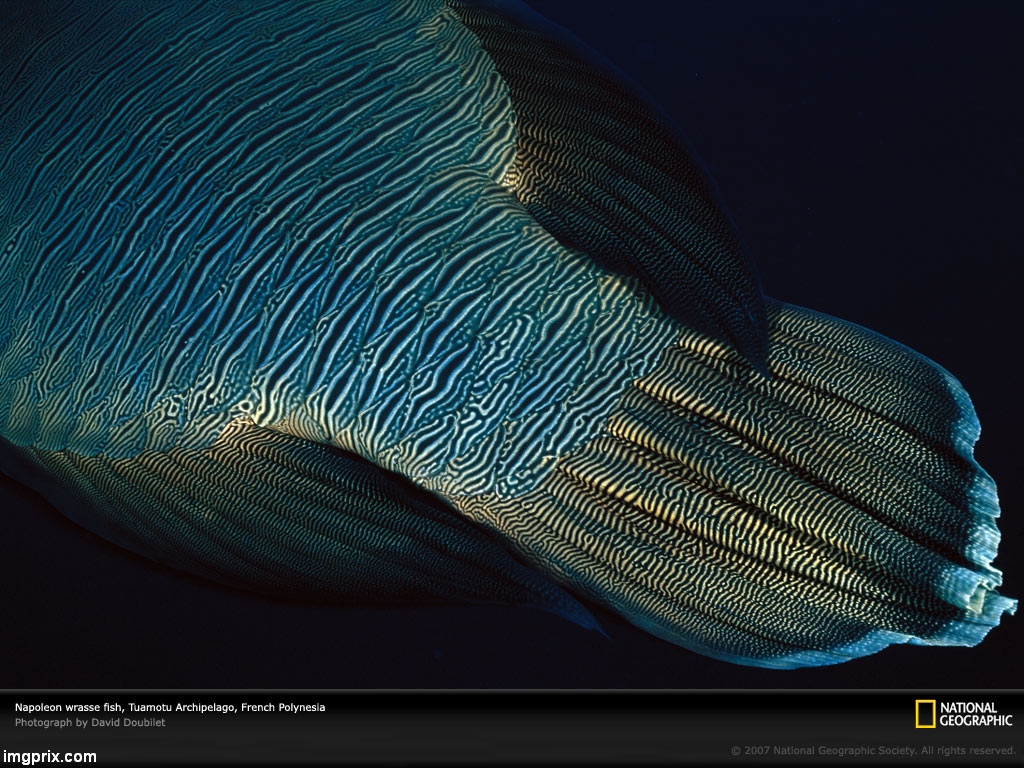 Napoleon wrasse fish, Tuamotu Archipelago, French Polynesia
Photograph by David Doubilet
NATIONAL
GEOGRAPHIC
© 2007 National Geographic Society. All rights reserved.
imgprix.com